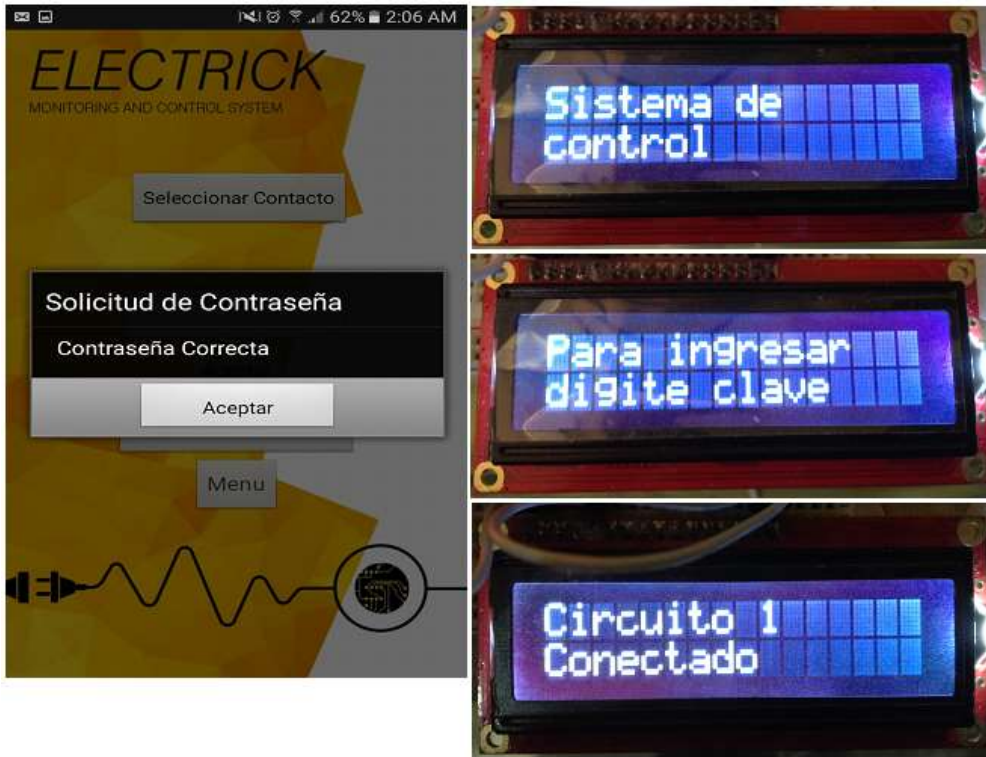 62% 2:06 AM
ELECTRICK
MONITORING AND CONTROL SYSTEM
Seleccionar Contacto
Solicitud de Contraseña
Contraseña Correcta
Aceptar
Menu
Sistema de
control
Para ingresar
digite clave
Circuito 1
Conectado